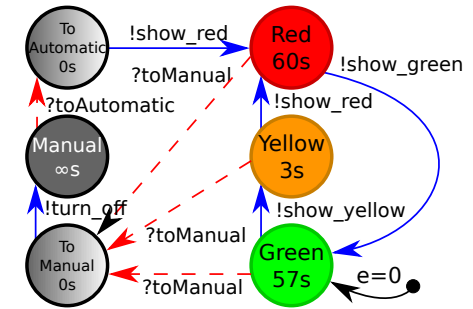 To
Automatic
0s
!show_red
Red
60s
?toManual
!show_green
?toAutomatic
!show_red
Manual
∞s
Yellow
3s
!turn_off
!show_yellow
To
Manual
0s
?toManual
Green
57s
e=0
?toManual